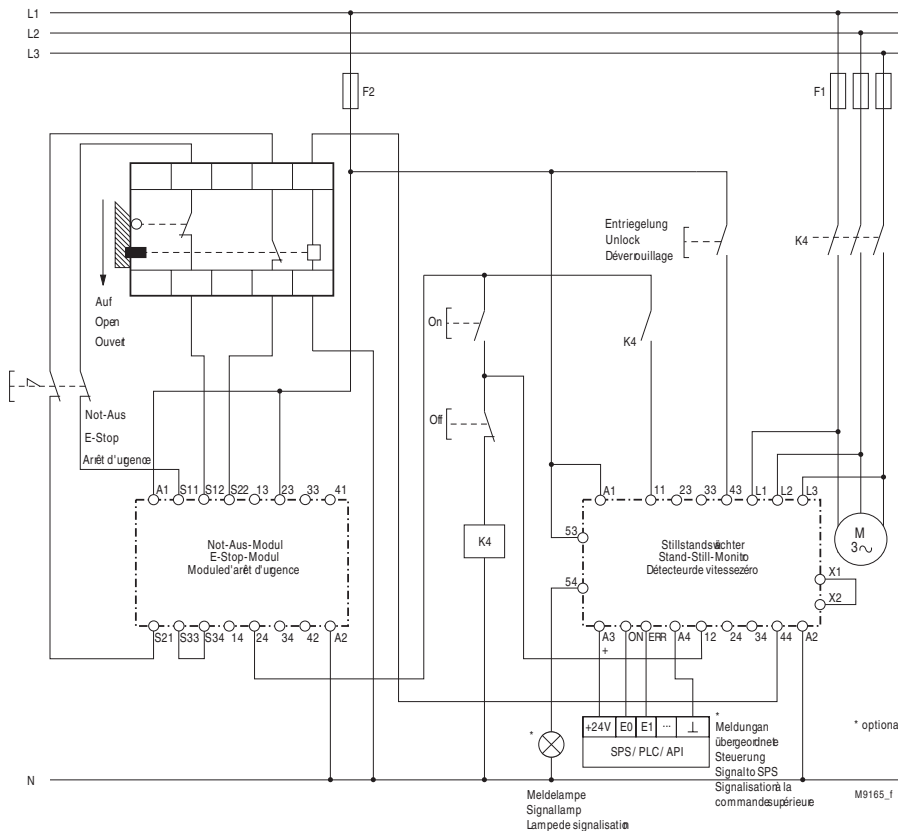 L1
L2
L3
F2
F1
Entriegelung
Unlock
Déverrouillage
K4
Auf
Open
Ouvert
On
K4
Off
Not-Aus
E-Stop
Arrêt d'urgence
A1 S11 S12 S22 13 23 33 41
A1 11 23 33 43 L1 L2 L3
53
54
Not-Aus-Modul
E-Stop-Modul
Module d'arrêt d'urgence
K4
Stillstandswächter
Stand-Still-Monitor
Détecteur de vitesse zéro
M
3~
X1
X2
S21 S33 S34 14 24 34 42 A2
A3 ON ERR A4 12 24 34 44 A2
+
+24V E0 E1 ... ⊥
SPS / PLC / API
*
*
Meldungan
übergeordnete
Steuerung
Signal to SPS
Signalisation à la
commande supérieure
* optiona
N
Meldelampe
Signallamp
Lampe de signalisation
M9165_f